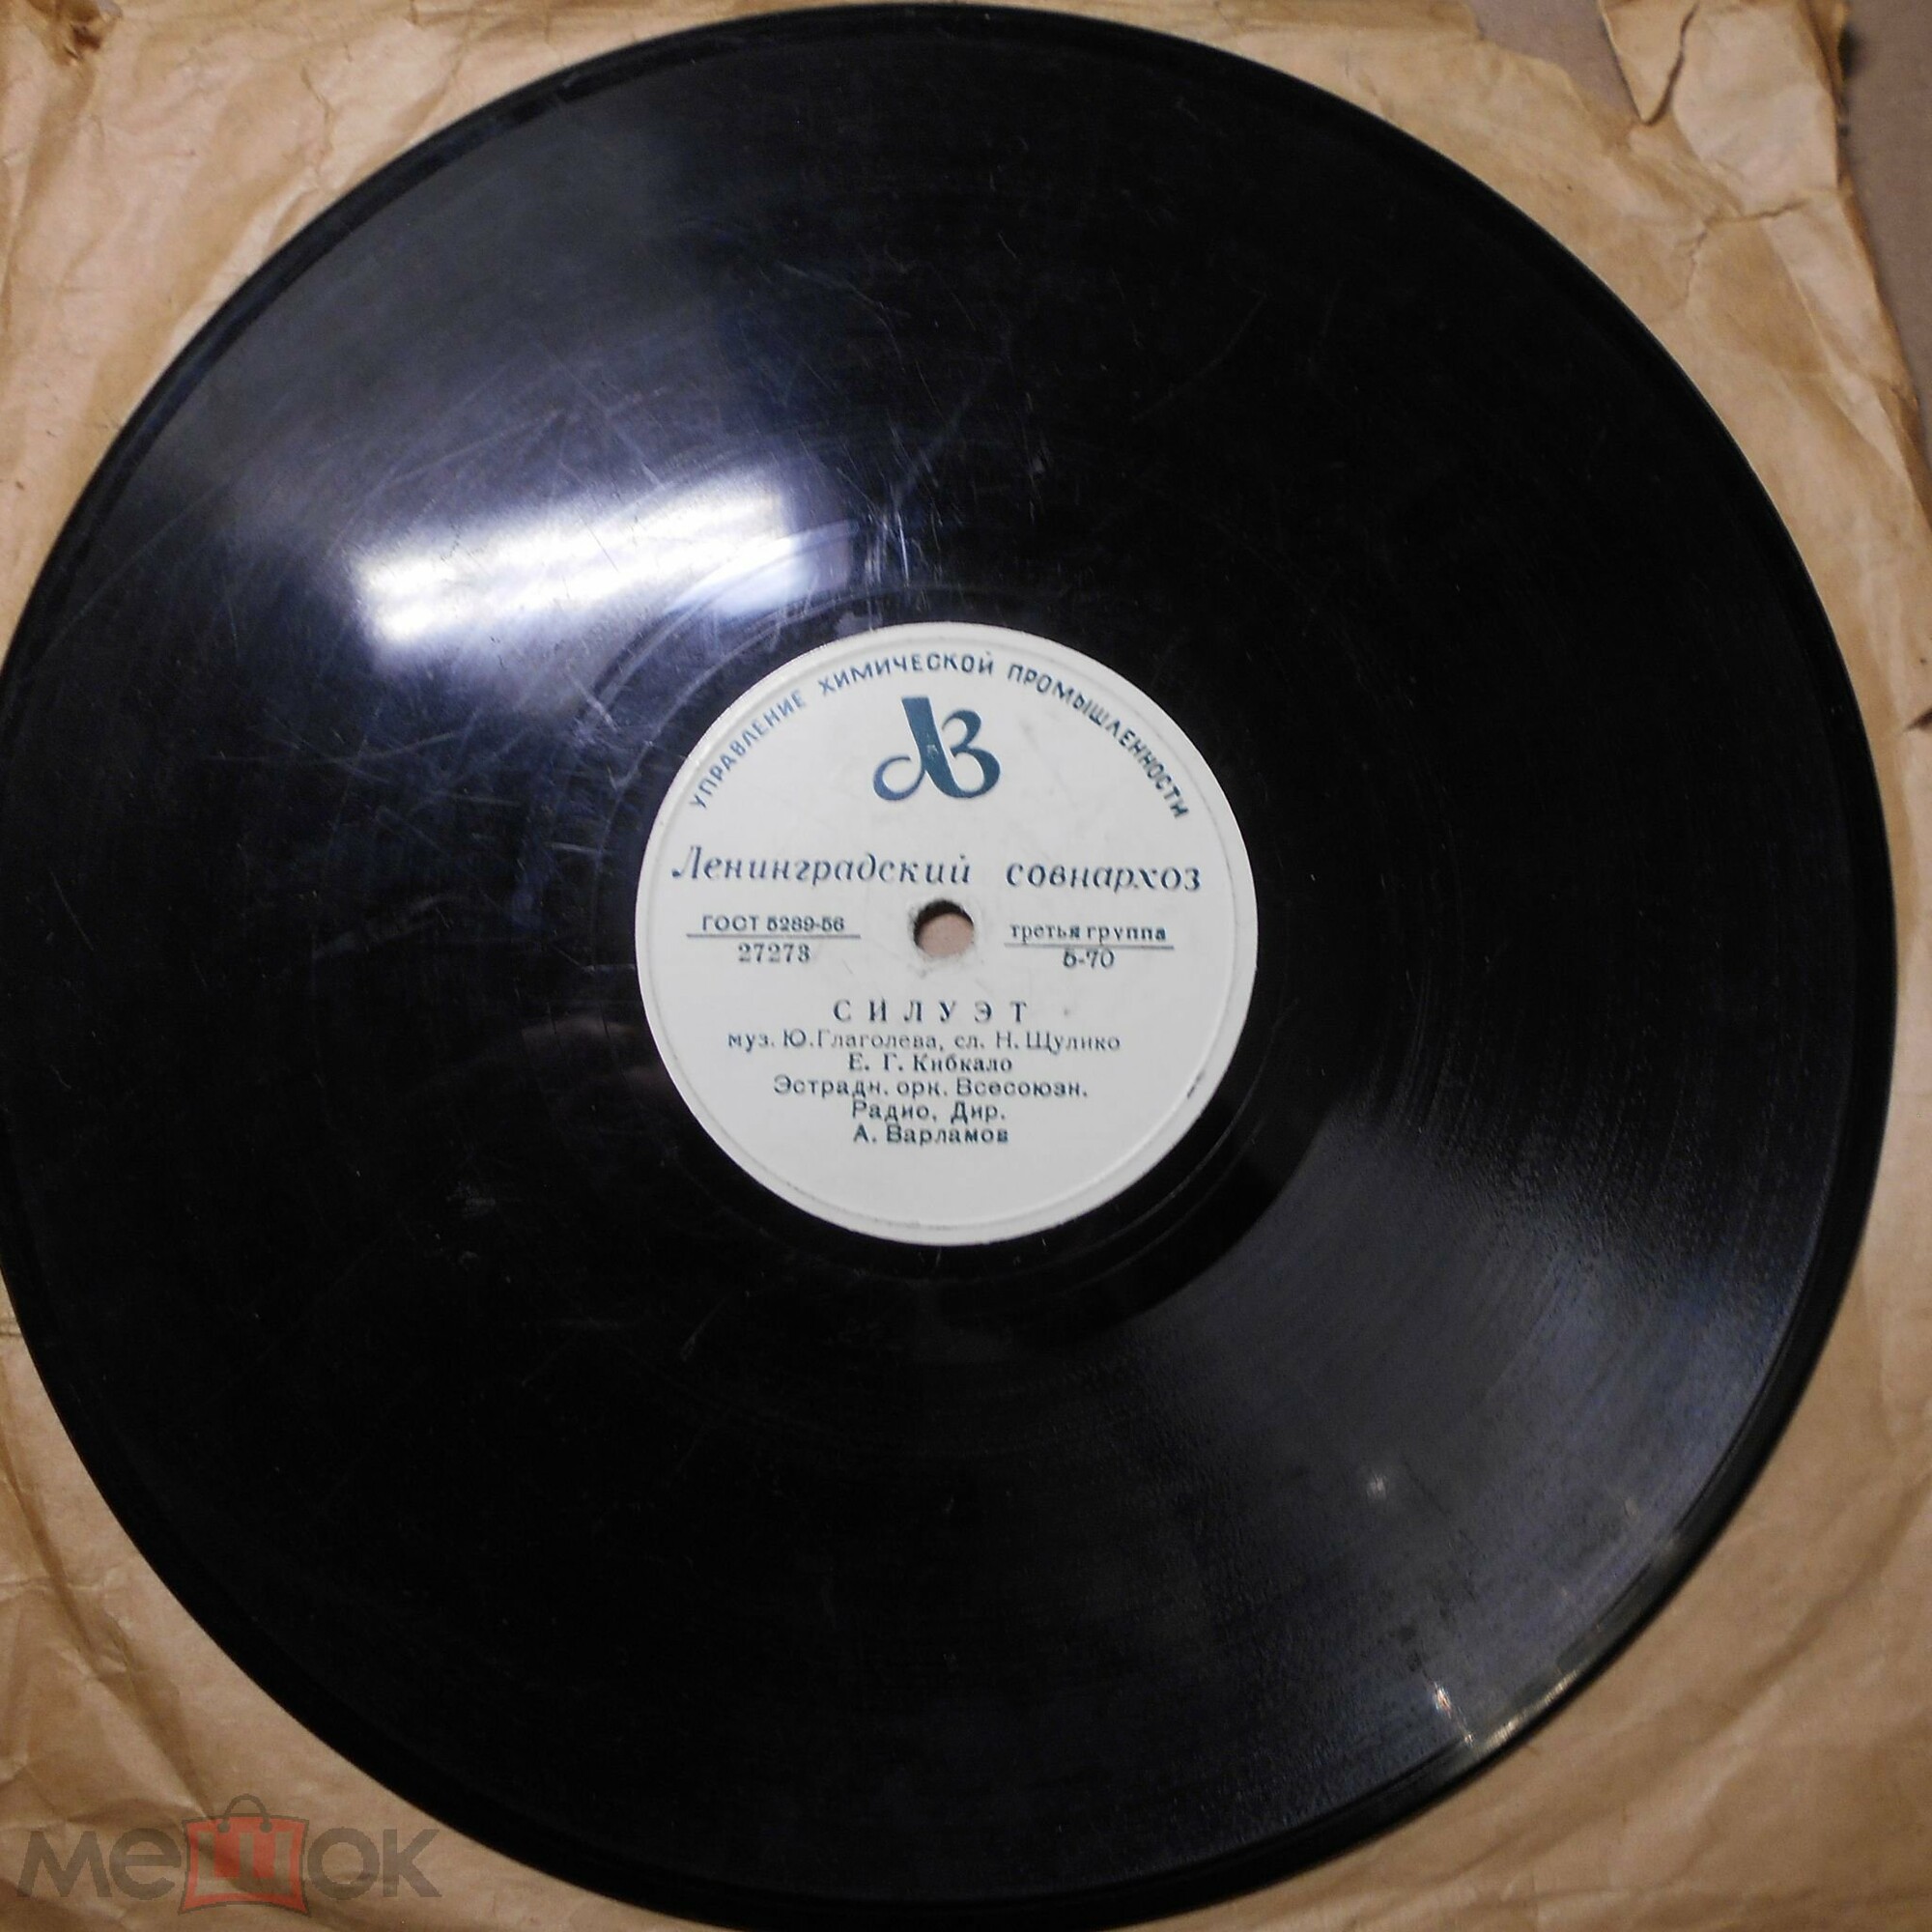 УПРАВЛЕНИЕ ХИМИЧЕСКОЙ ПРОМЫШЛЕННОСТИ
ЛВ
Ленинградский совнархоз
ГОСТ 5289-56 третья группа
27273 5-70
СИЛУЭТ
муз. Ю.Глаголева, сл. Н. Щулико
Е. Г. Кибкало
Эстрадн. орк. Всесоюзн.
Радио, Дир.
А. Варламов
мешок